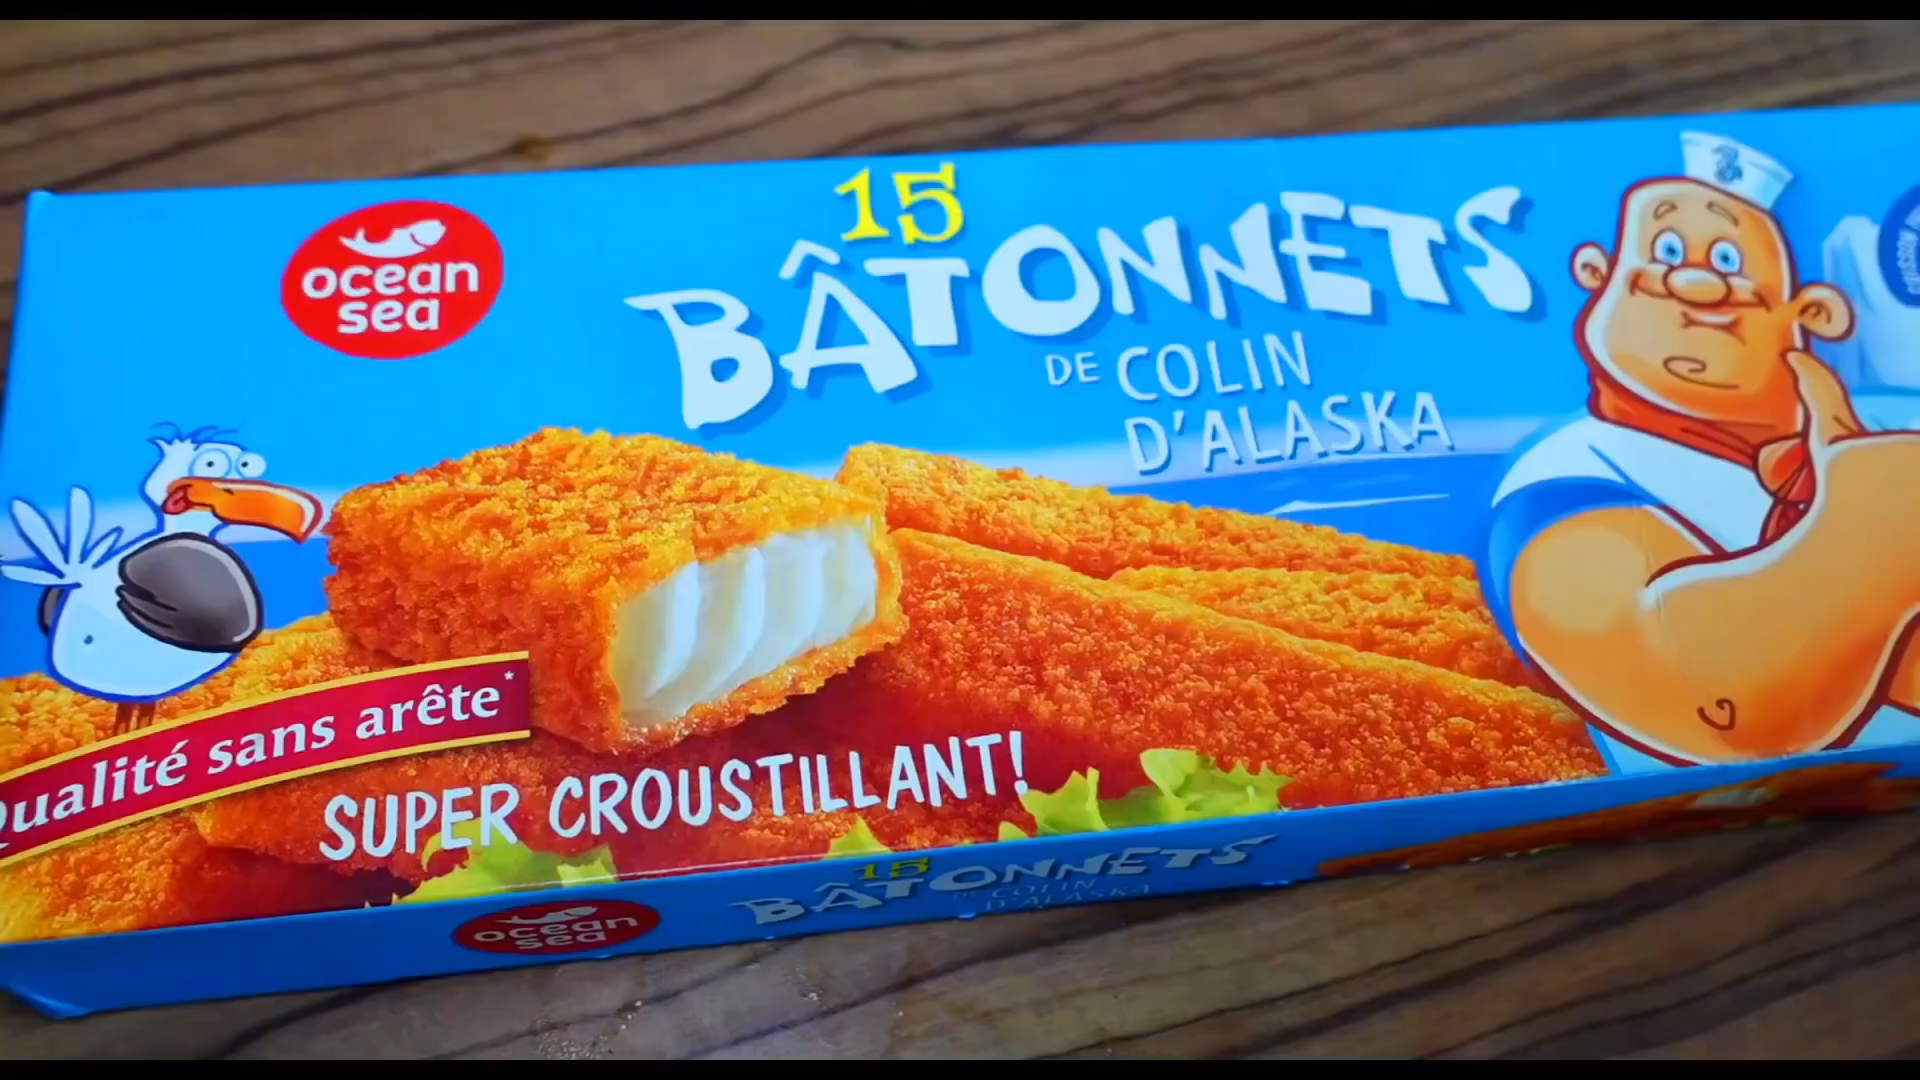 ocean
sea
15
BÂTONNETS
DE COLIN
D'ALASKA
Qualité sans arête*
SUPER CROUSTILLANT!
15
BÂTONNETS
DE COLIN
D'ALASKA
ocean
sea